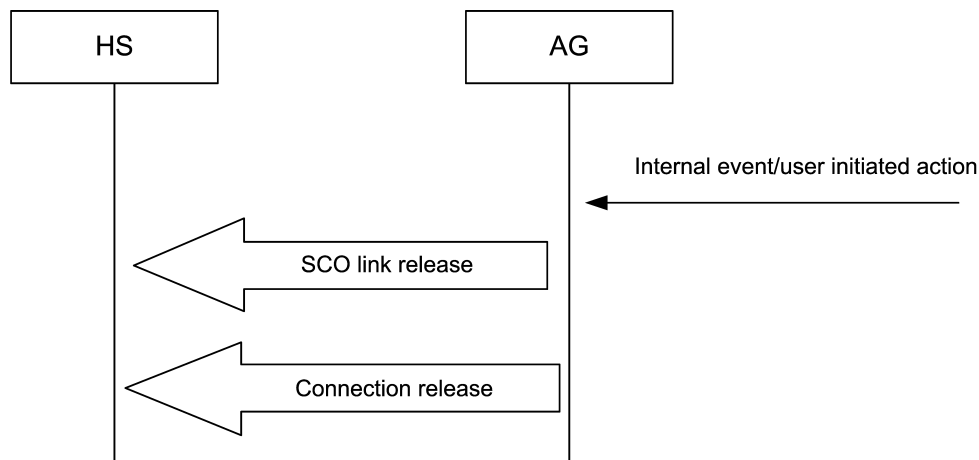 HS
AG
Internal event/user initiated action
SCO link release
Connection release